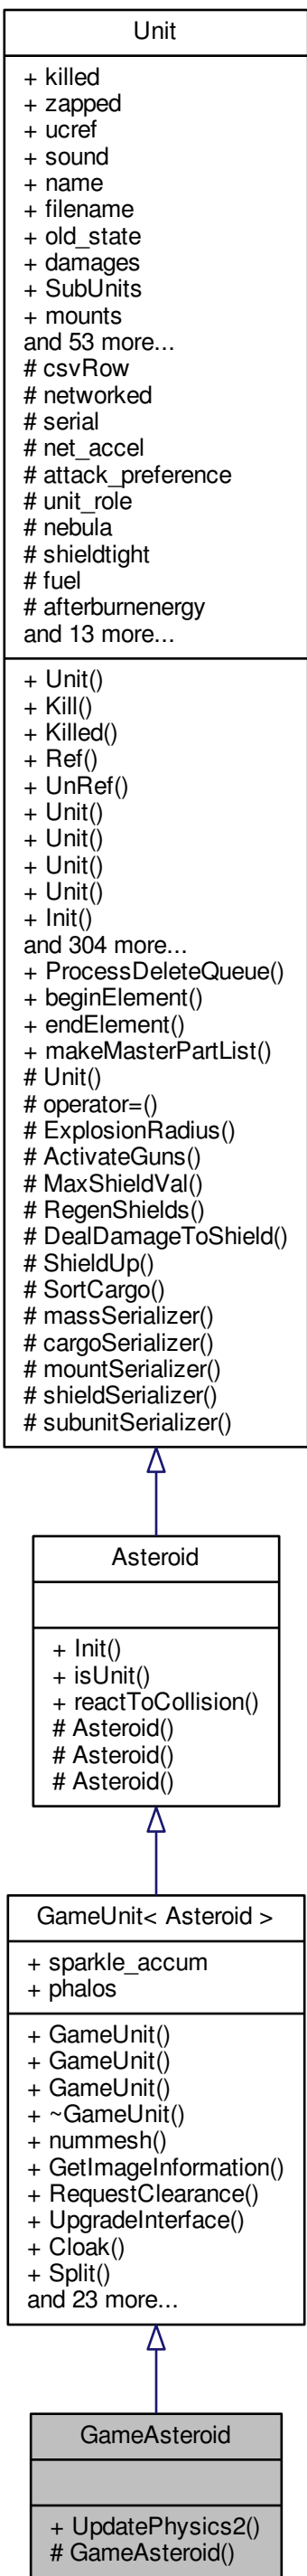 Unit
+ killed
+ zapped
+ ucref
+ sound
+ name
+ filename
+ old_state
+ damages
+ SubUnits
+ mounts
and 53 more...
# csvRow
# networked
# serial
# net_accel
# attack_preference
# unit_role
# nebula
# shieldtight
# fuel
# afterburnenergy
and 13 more...
+ Unit()
+ Kill()
+ Killed()
+ Ref()
+ UnRef()
+ Unit()
+ Unit()
+ Unit()
+ Unit()
+ Init()
and 304 more...
+ ProcessDeleteQueue()
+ beginElement()
+ endElement()
+ makeMasterPartList()
# Unit()
# operator=()
# ExplosionRadius()
# ActivateGuns()
# MaxShieldVal()
# RegenShields()
# DealDamageToShield()
# ShieldUp()
# SortCargo()
# massSerializer()
# cargoSerializer()
# mountSerializer()
# shieldSerializer()
# subunitSerializer()
Asteroid
+ Init()
+ isUnit()
+ reactToCollision()
# Asteroid()
# Asteroid()
# Asteroid()
GameUnit< Asteroid >
+ sparkle_accum
+ phalos
+ GameUnit()
+ GameUnit()
+ GameUnit()
+ ~GameUnit()
+ nummesh()
+ GetImageInformation()
+ RequestClearance()
+ UpgradeInterface()
+ Cloak()
+ Split()
and 23 more...
GameAsteroid
+ UpdatePhysics2()
# GameAsteroid()